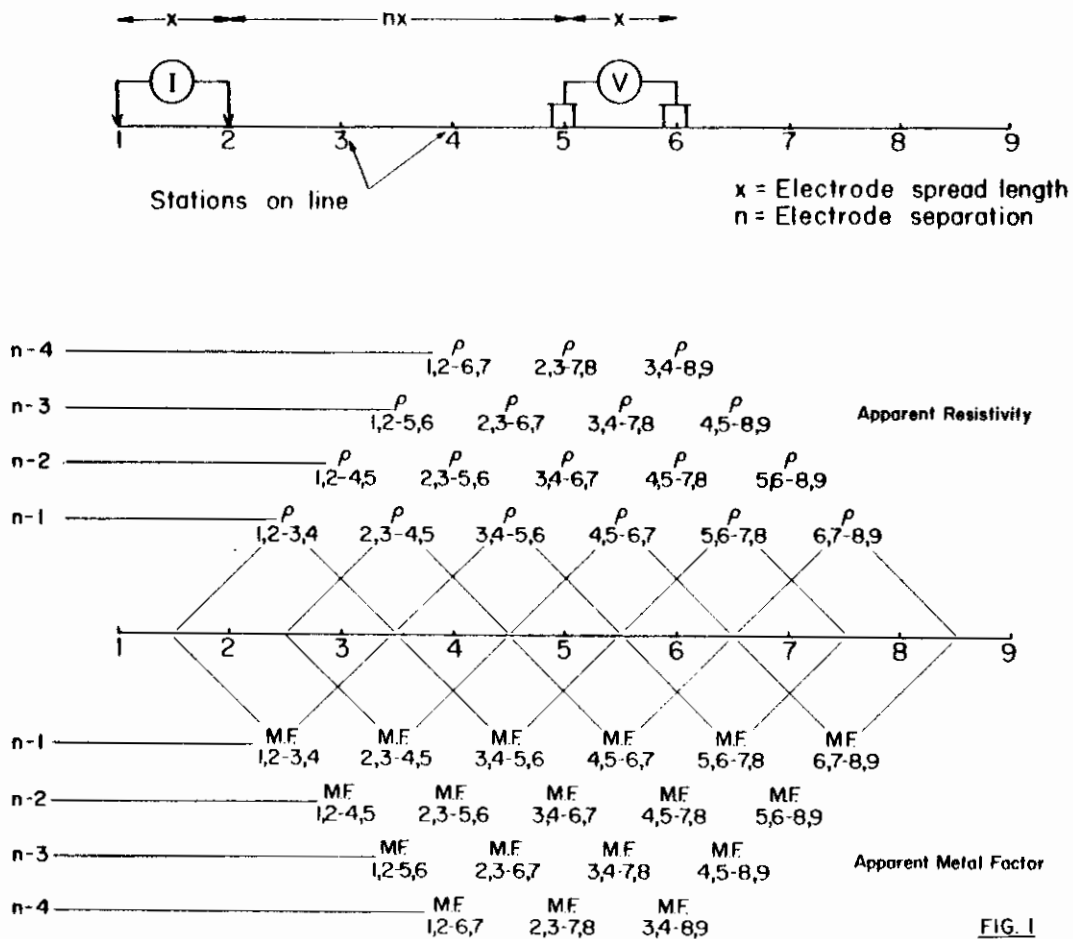 x nx x
I V
1 2 3 4 5 6 7 8 9
Stations on line
x = Electrode spread length
n = Electrode separation
n-4 ρ ρ ρ
1,2-6,7 2,3-7,8 3,4-8,9
n-3 ρ ρ ρ ρ Apparent Resistivity
1,2-5,6 2,3-6,7 3,4-7,8 4,5-8,9
n-2 ρ ρ ρ ρ ρ
1,2-4,5 2,3-5,6 3,4-6,7 4,5-7,8 5,6-8,9
n-1 ρ ρ ρ ρ ρ ρ
1,2-3,4 2,3-4,5 3,4-5,6 4,5-6,7 5,6-7,8 6,7-8,9
1 2 3 4 5 6 7 8 9
n-1 M.F. M.F. M.F. M.F. M.F. M.F.
1,2-3,4 2,3-4,5 3,4-5,6 4,5-6,7 5,6-7,8 6,7-8,9
n-2 M.F. M.F. M.F. M.F. M.F.
1,2-4,5 2,3-5,6 3,4-6,7 4,5-7,8 5,6-8,9
n-3 M.F. M.F. M.F. M.F. Apparent Metal Factor
1,2-5,6 2,3-6,7 3,4-7,8 4,5-8,9
n-4 M.F. M.F. M.F.
1,2-6,7 2,3-7,8 3,4-8,9
FIG. 1